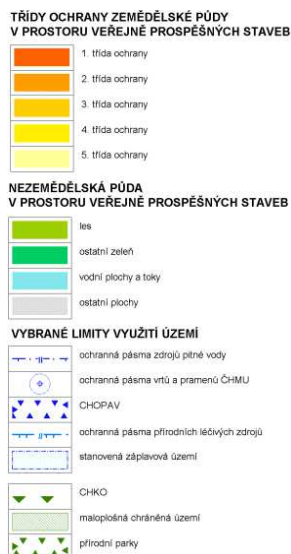 TŘÍDY OCHRANY ZEMĚDĚLSKÉ PŮDY
V PROSTORU VEŘEJNĚ PROSPĚŠNÝCH STAVEB
1. třída ochrany
2. třída ochrany
3. třída ochrany
4. třída ochrany
5. třída ochrany
NEZEMĚDĚLSKÁ PŮDA
V PROSTORU VEŘEJNĚ PROSPĚŠNÝCH STAVEB
les
ostatní zeleň
vodní plochy a toky
ostatní plochy
VYBRANÉ LIMITY VYUŽITÍ ÚZEMÍ
ochranná pásma zdrojů pitné vody
ochranná pásma vrtů a pramenů ČHMU
CHOPAV
ochranná pásma přírodních léčivých zdrojů
stanovená záplavová území
CHKO
maloplošná chráněná území
přírodní parky